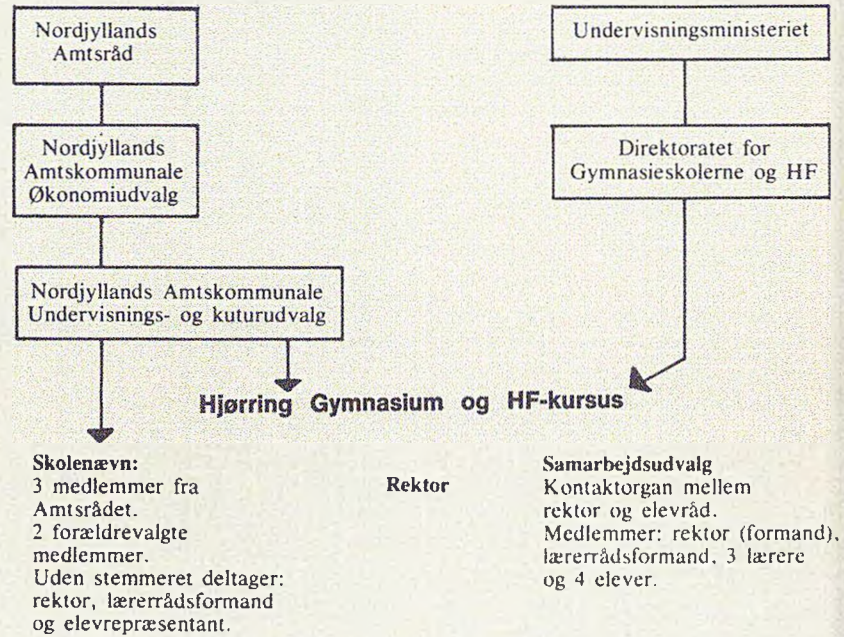 Nordjyllands
Amtsråd
Undervisningsministeriet
Nordjyllands
Amtskommunale
Økonomiudvalg
Direktoratet for
Gymnasieskolerne og HF
Nordjyllands Amtskommunale
Undervisnings- og kuturudvalg
Hjørring Gymnasium og HF-kursus
Skolenævn:
3 medlemmer fra
Amtsrådet.
2 forældrevalgte
medlemmer.
Uden stemmeret deltager:
rektor, lærerrådsformand
og elevrepræsentant.
Rektor
Samarbejdsudvalg
Kontaktorgan mellem
rektor og elevråd.
Medlemmer: rektor (formand),
lærerrådsformand, 3 lærere
og 4 elever.